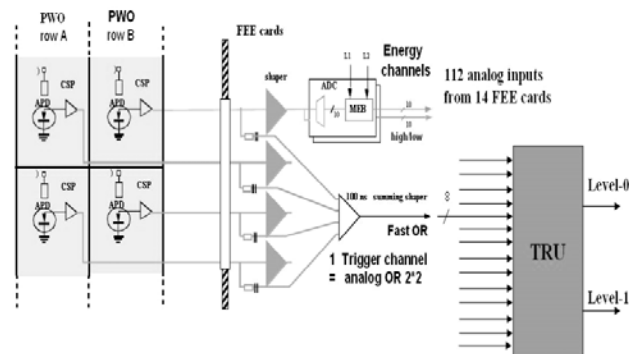 PWO
row A
PWO
row B
FEE cards
CSP
APD
CSP
APD
CSP
APD
CSP
APD
shaper
L1
ADC
MEB
10
Energy
channels
10
10
high/low
112 analog inputs
from 14 FEE cards
100 ns summing shaper
Fast OR
8
1 Trigger channel
= analog OR 2*2
TRU
Level-0
Level-1